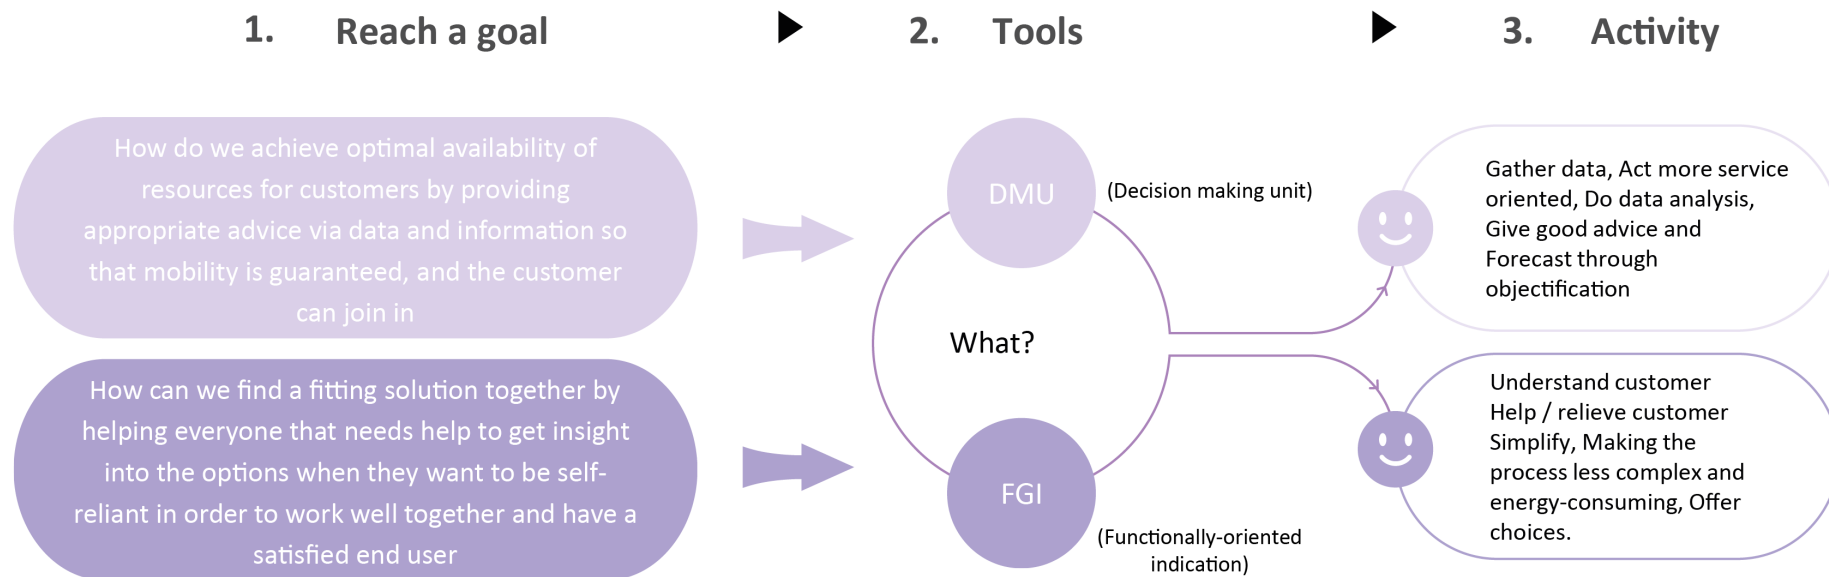 1. Reach a goal
2. Tools
3. Activity
How do we achieve optimal availability of
resources for customers by providing
appropriate advice via data and information so
that mobility is guaranteed, and the customer
can join in
How can we find a fitting solution together by
helping everyone that needs help to get insight
into the options when they want to be self-
reliant in order to work well together and have a
satisfied end user
DMU
(Decision making unit)
What?
FGI
(Functionally-oriented
indication)
Gather data, Act more service
oriented, Do data analysis,
Give good advice and
Forecast through
objectification
Understand customer
Help / relieve customer
Simplify, Making the
process less complex and
energy-consuming, Offer
choices.